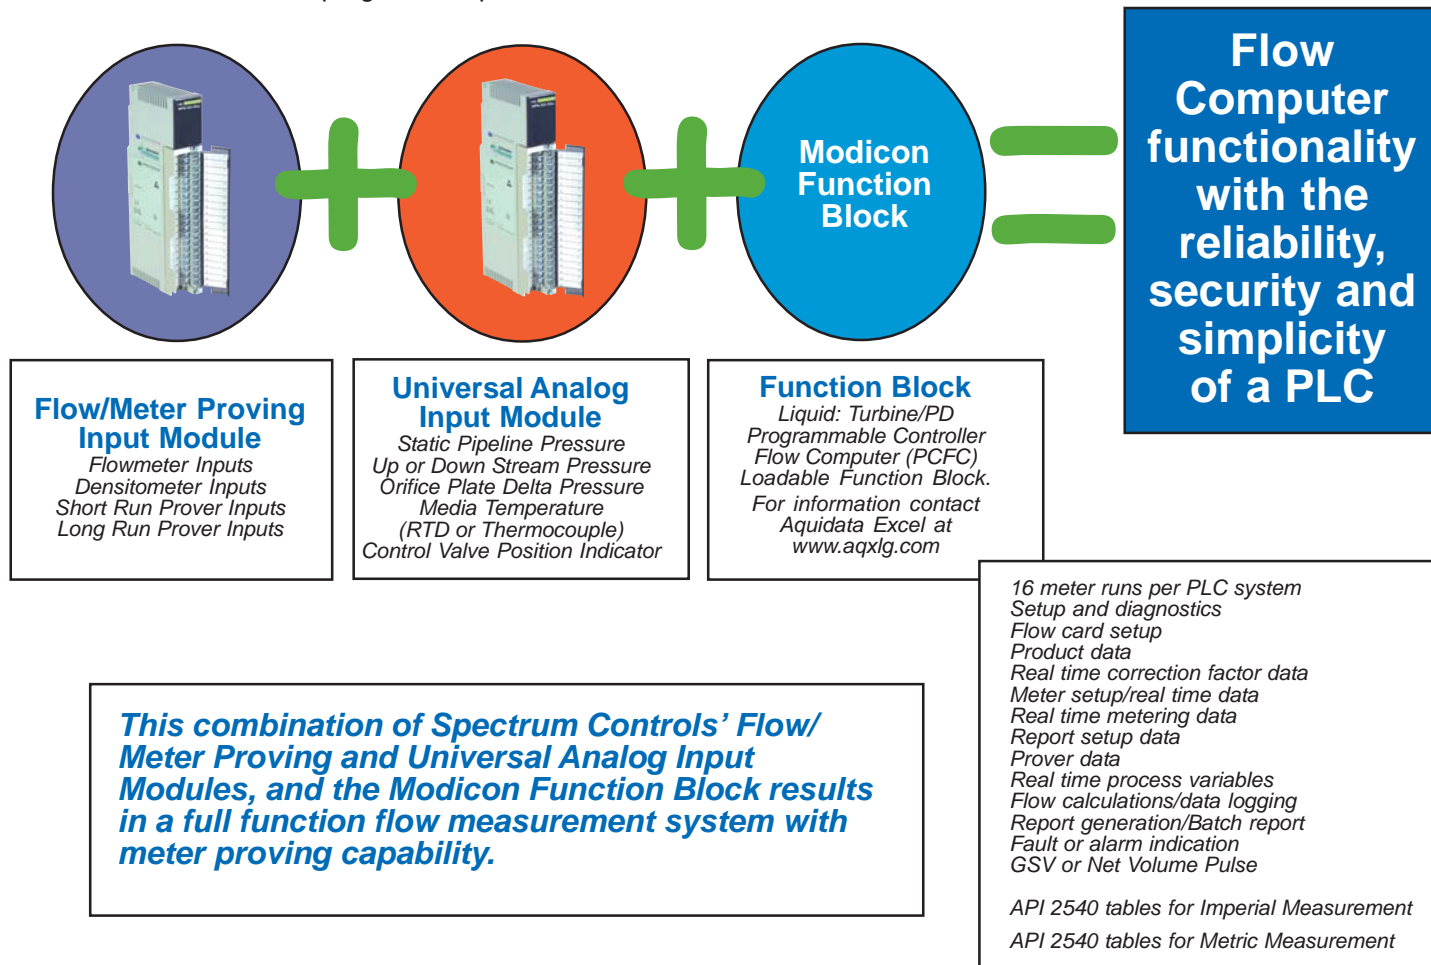 Modicon
Function
Block
Flow
Computer
functionality
with the
reliability,
security and
simplicity
of a PLC
Flow/Meter Proving
Input Module
Flowmeter Inputs
Densitometer Inputs
Short Run Prover Inputs
Long Run Prover Inputs
Universal Analog
Input Module
Static Pipeline Pressure
Up or Down Stream Pressure
Orifice Plate Delta Pressure
Media Temperature
(RTD or Thermocouple)
Control Valve Position Indicator
Function Block
Liquid: Turbine/PD
Programmable Controller
Flow Computer (PCFC)
Loadable Function Block.
For information contact
Aquidata Excel at
www.aqxlg.com
16 meter runs per PLC system
Setup and diagnostics
Flow card setup
Product data
Real time correction factor data
Meter setup/real time data
Real time metering data
Report setup data
Prover data
Real time process variables
Flow calculations/data logging
Report generation/Batch report
Fault or alarm indication
GSV or Net Volume Pulse
API 2540 tables for Imperial Measurement
API 2540 tables for Metric Measurement
This combination of Spectrum Controls’ Flow/
Meter Proving and Universal Analog Input
Modules, and the Modicon Function Block results
in a full function flow measurement system with
meter proving capability.